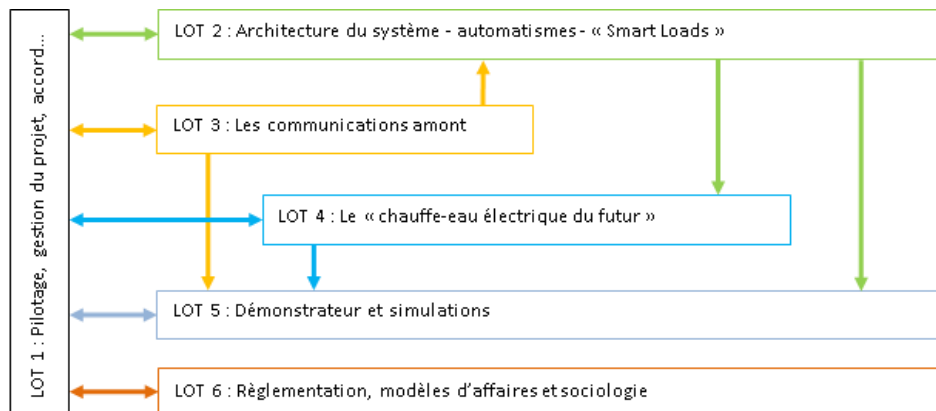 LOT 1 : Pilotage, gestion du projet, accord...
LOT 2 : Architecture du système - automatismes - « Smart Loads »
LOT 3 : Les communications amont
LOT 4 : Le « chauffe-eau électrique du futur »
LOT 5 : Démonstrateur et simulations
LOT 6 : Règlementation, modèles d'affaires et sociologie